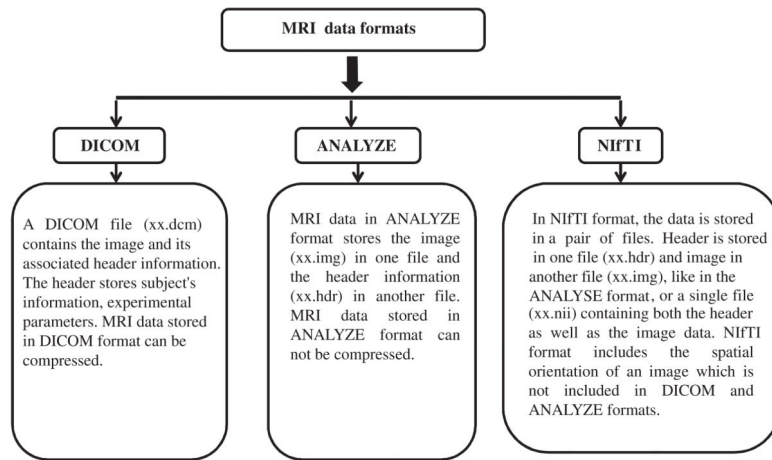 MRI data formats
DICOM
ANALYZE
NIfTI
A DICOM file (xx.dcm)
contains the image and its
associated header information.
The header stores subject's
information, experimental
parameters. MRI data stored
in DICOM format can be
compressed.
MRI data in ANALYZE
format stores the image
(xx.img) in one file and
the header information
(xx.hdr) in another file.
MRI data stored in
ANALYZE format can
not be compressed.
In NIfTI format, the data is stored
in a pair of files. Header is stored
in one file (xx.hdr) and image in
another file (xx.img), like in the
ANALYSE format, or a single file
(xx.nii) containing both the header
as well as the image data. NIfTI
format includes the spatial
orientation of an image which is
not included in DICOM and
ANALYZE formats.